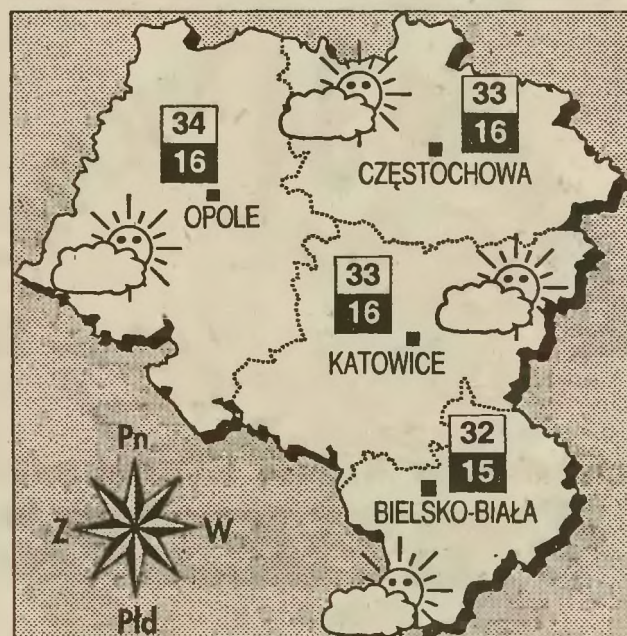 34
16
OPOLE
33
16
CZĘSTOCHOWA
33
16
KATOWICE
32
15
BIELSKO-BIAŁA
Pn
Z W
Płd